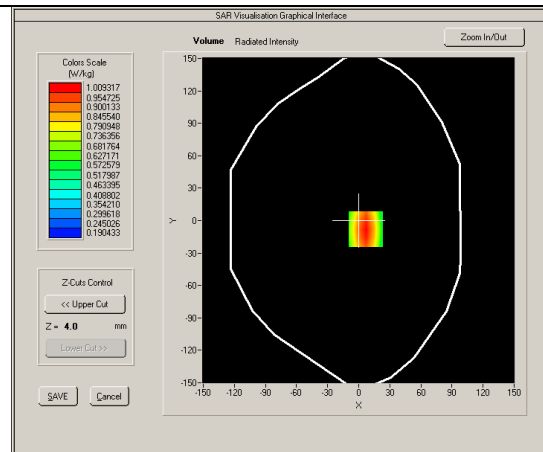 SAR Visualisation Graphical Interface
Volume Radiated Intensity
Zoom In/Out
Colors Scale
(W/kg)
1.009317
0.954725
0.900133
0.845540
0.790948
0.736356
0.681764
0.627171
0.572579
0.517987
0.463395
0.408802
0.354210
0.299618
0.245026
0.190433
Z-Cuts Control
<< Upper Cut
Z = 4.0 mm
Lower Cut >>
SAVE Cancel
150-
120-
90-
60-
30-
Y 0-
-30-
-60-
-90-
-120-
-150-
-150 -120 -90 -60 -30 0 30 60 90 120 150
X